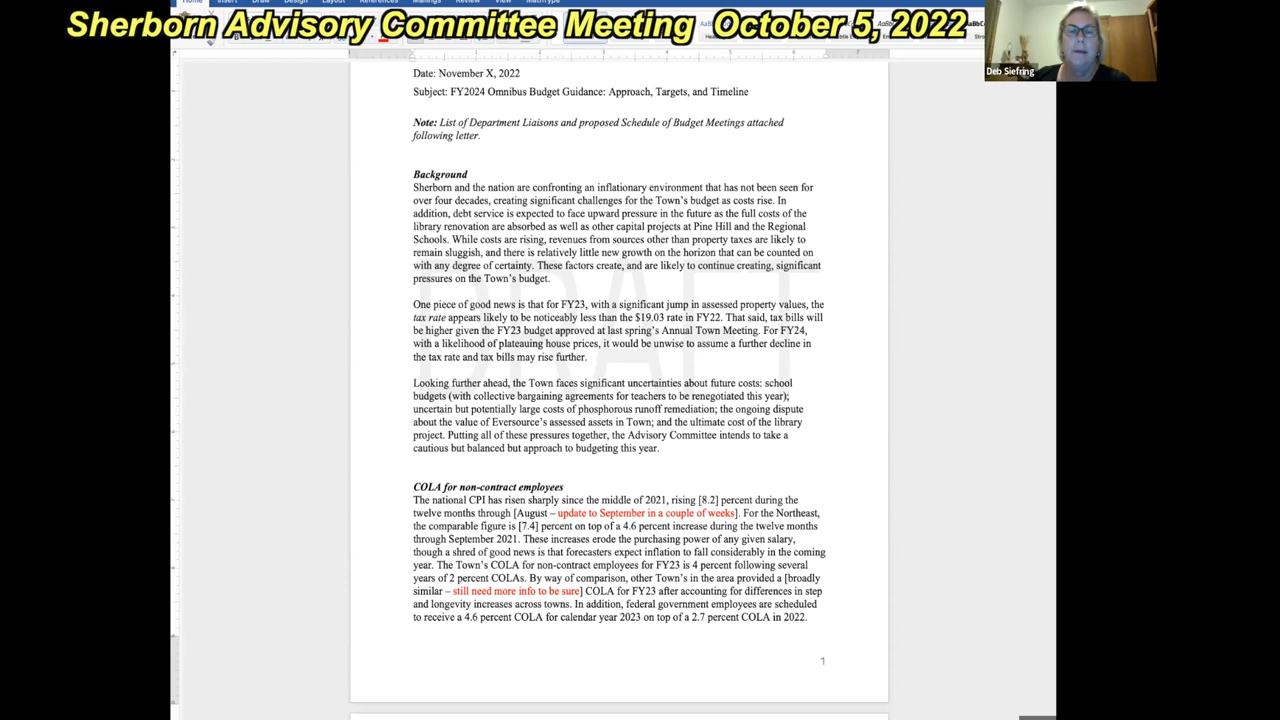 Home Insert Draw Design Layout References Mailings Review View MathType
Sherborn Advisory Committee Meeting October 5, 2022
Deb Siefring
Date: November X, 2022
Subject: FY2024 Omnibus Budget Guidance: Approach, Targets, and Timeline
Note: List of Department Liaisons and proposed Schedule of Budget Meetings attached
following letter.
Background
Sherborn and the nation are confronting an inflationary environment that has not been seen for
over four decades, creating significant challenges for the Town's budget as costs rise. In
addition, debt service is expected to face upward pressure in the future as the full costs of the
library renovation are absorbed as well as other capital projects at Pine Hill and the Regional
Schools. While costs are rising, revenues from sources other than property taxes are likely to
remain sluggish, and there is relatively little new growth on the horizon that can be counted on
with any degree of certainty. These factors create, and are likely to continue creating, significant
pressures on the Town's budget.
One piece of good news is that for FY23, with a significant jump in assessed property values, the
tax rate appears likely to be noticeably less than the $19.03 rate in FY22. That said, tax bills will
be higher given the FY23 budget approved at last spring's Annual Town Meeting. For FY24,
with a likelihood of plateauing house prices, it would be unwise to assume a further decline in
the tax rate and tax bills may rise further.
DRAFT
Looking further ahead, the Town faces significant uncertainties about future costs: school
budgets (with collective bargaining agreements for teachers to be renegotiated this year);
uncertain but potentially large costs of phosphorous runoff remediation; the ongoing dispute
about the value of Eversource's assessed assets in Town; and the ultimate cost of the library
project. Putting all of these pressures together, the Advisory Committee intends to take a
cautious but balanced but approach to budgeting this year.
COLA for non-contract employees
The national CPI has risen sharply since the middle of 2021, rising [8.2] percent during the
twelve months through [August – update to September in a couple of weeks]. For the Northeast,
the comparable figure is [7.4] percent on top of a 4.6 percent increase during the twelve months
through September 2021. These increases erode the purchasing power of any given salary,
though a shred of good news is that forecasters expect inflation to fall considerably in the coming
year. The Town's COLA for non-contract employees for FY23 is 4 percent following several
years of 2 percent COLAs. By way of comparison, other Town's in the area provided a [broadly
similar – still need more info to be sure] COLA for FY23 after accounting for differences in step
and longevity increases across towns. In addition, federal government employees are scheduled
to receive a 4.6 percent COLA for calendar year 2023 on top of a 2.7 percent COLA in 2022.
1